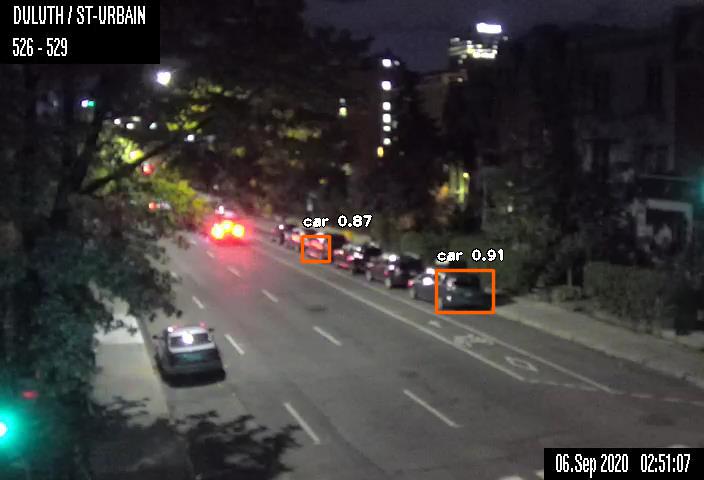 DULUTH / ST-URBAIN
526 - 529
car 0.87
car 0.91
06.Sep 2020 02:51:07